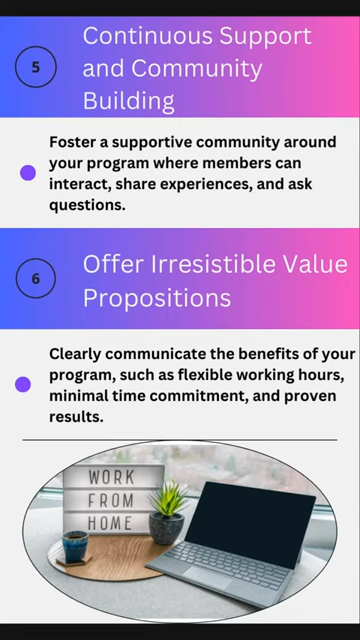 5
Continuous Support
and Community
Building
Foster a supportive community around
your program where members can
interact, share experiences, and ask
questions.
6
Offer Irresistible Value
Propositions
Clearly communicate the benefits of your
program, such as flexible working hours,
minimal time commitment, and proven
results.
WORK
FROM
HOME